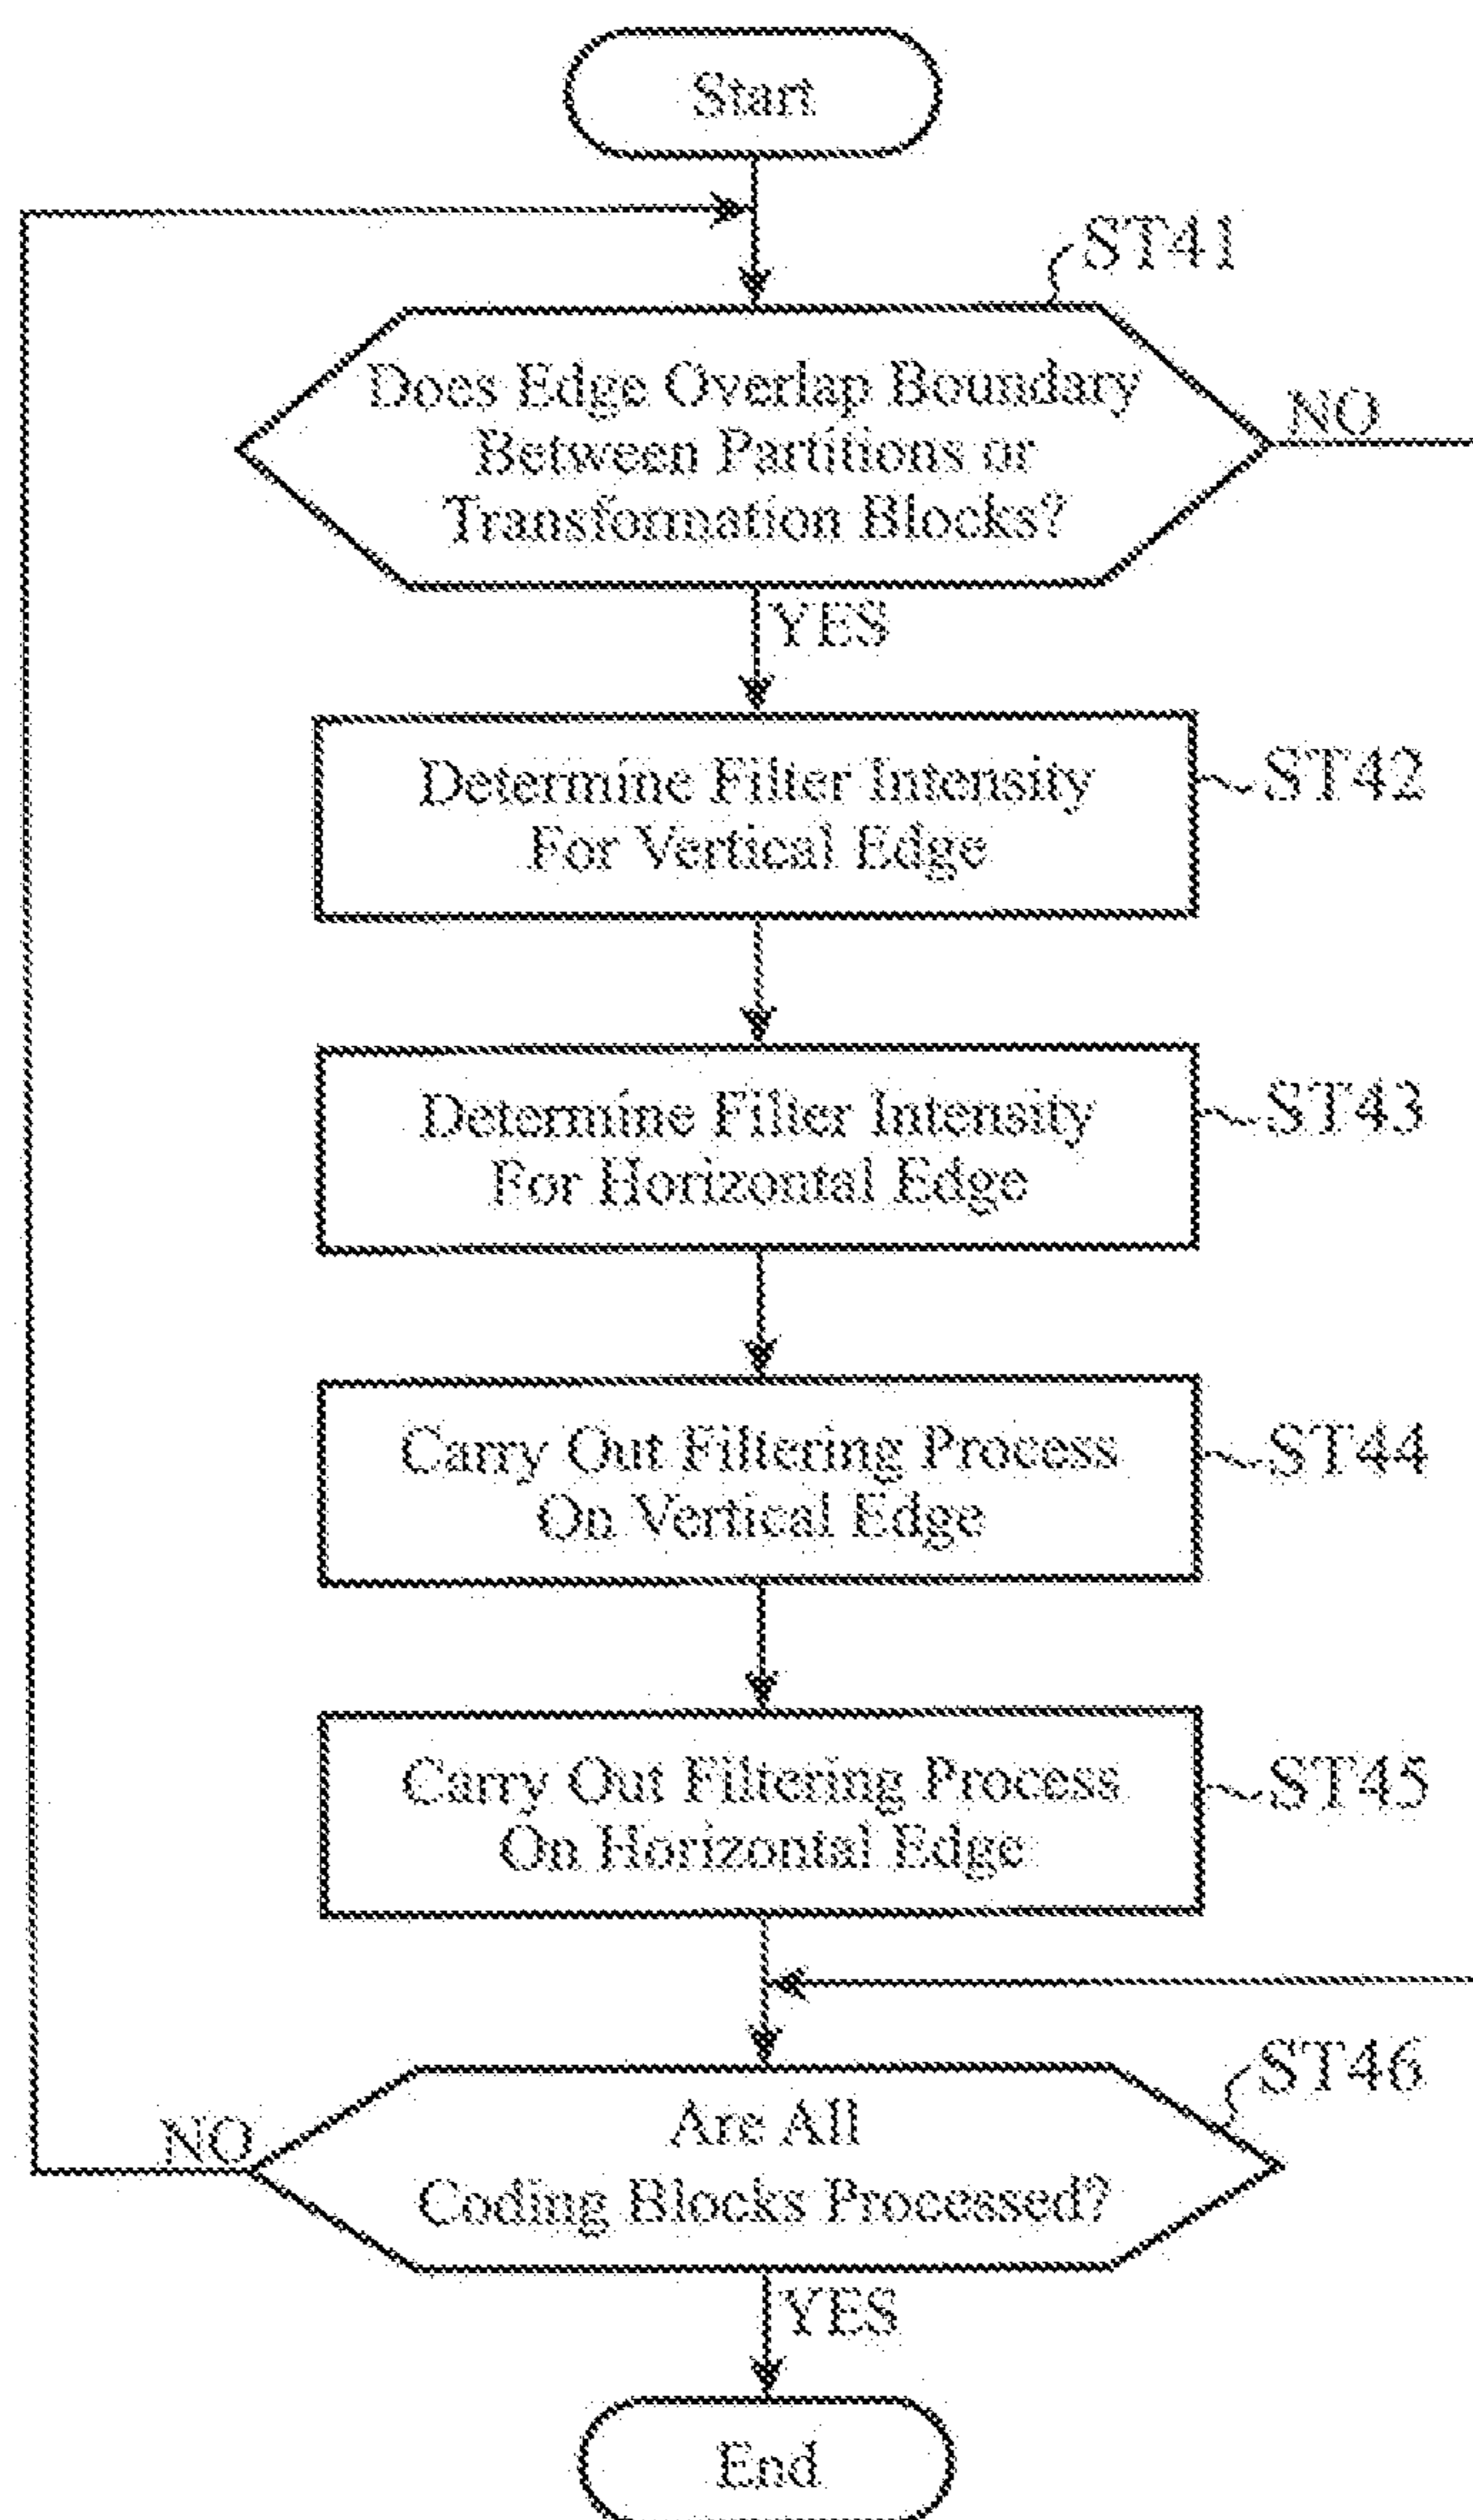 Start
ST41
Does Edge Overlap Boundary
Between Partitions or
Transformation Blocks?
NO
YES
Determine Filter Intensity
For Vertical Edge
ST42
Determine Filter Intensity
For Horizontal Edge
ST43
Carry Out Filtering Process
On Vertical Edge
ST44
Carry Out Filtering Process
On Horizontal Edge
ST45
ST46
Are All
Coding Blocks Processed?
NO
YES
End